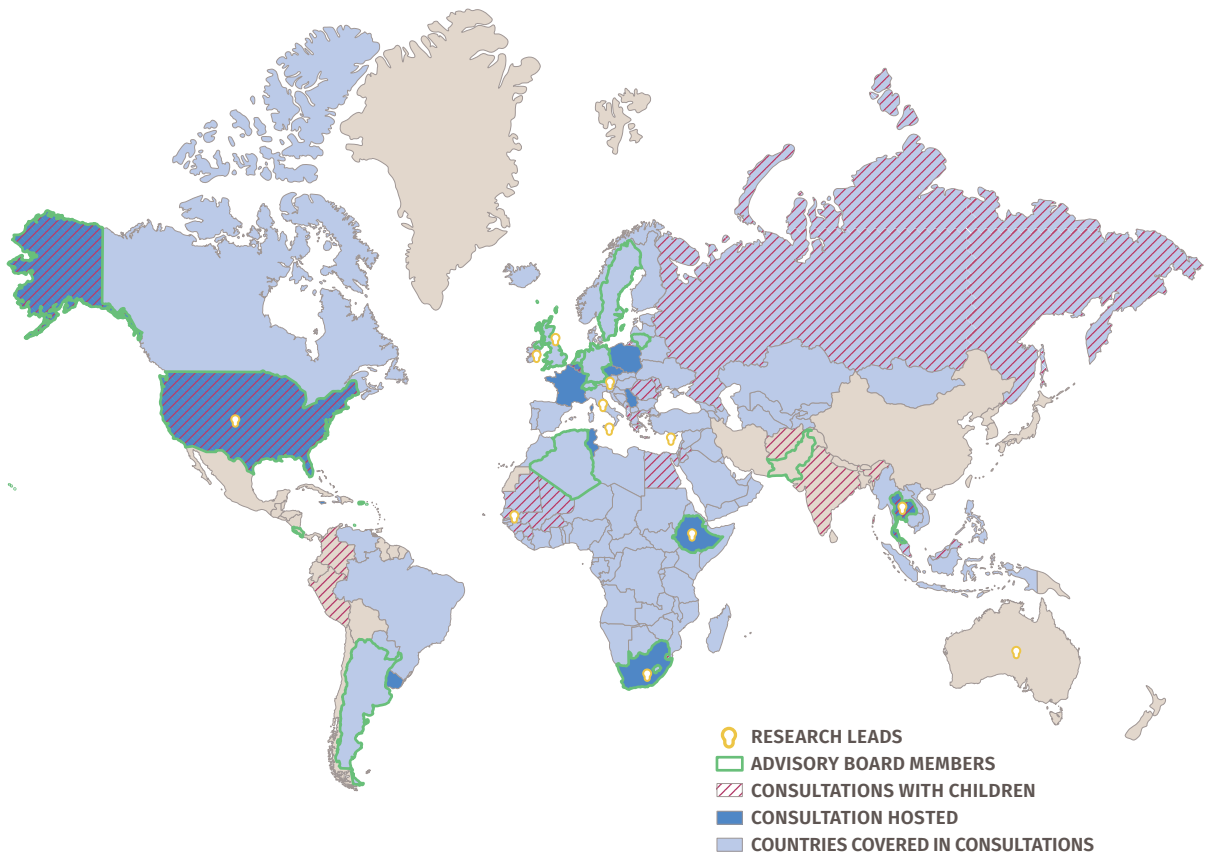 RESEARCH LEADS
ADVISORY BOARD MEMBERS
CONSULTATIONS WITH CHILDREN
CONSULTATION HOSTED
COUNTRIES COVERED IN CONSULTATIONS